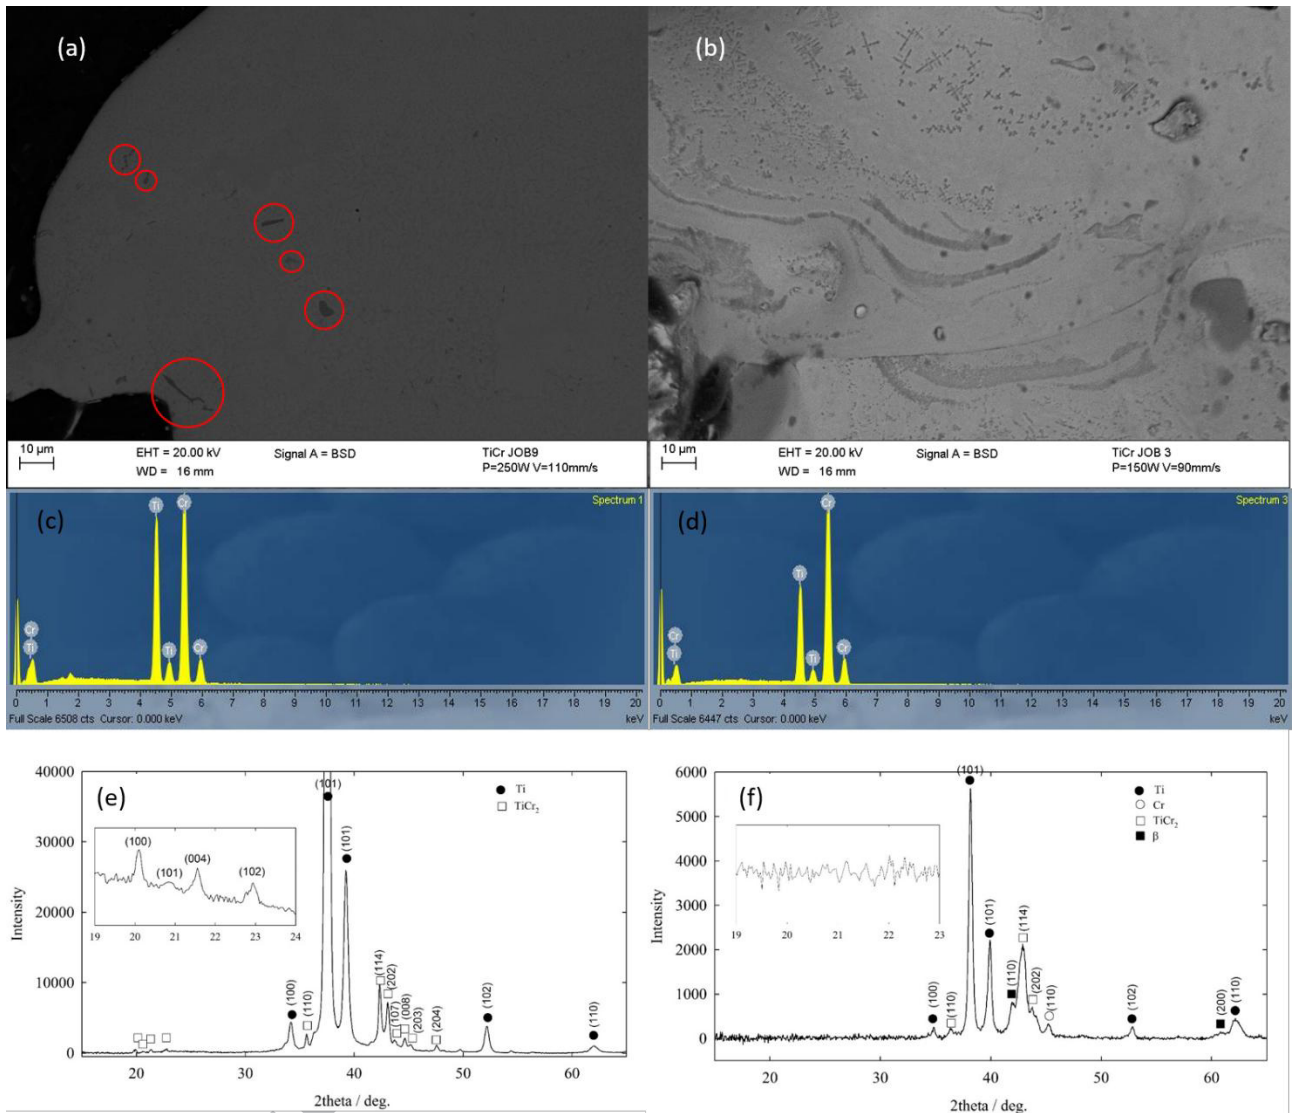 (a)
(b)
10 µm
EHT = 20.00 kV
Signal A = BSD
TiCr JOB9
WD = 16 mm
P=250W V=110mm/s
10 µm
EHT = 20.00 kV
Signal A = BSD
TiCr JOB 3
WD = 16 mm
P=150W V=90mm/s
(c)
Spectrum 1
Ti
Cr
Cr
Ti
Ti
Cr
0 1 2 3 4 5 6 7 8 9 10 11 12 13 14 15 16 17 18 19 20
Full Scale 6508 cts Cursor: 0.000 keV
keV
(d)
Spectrum 3
Cr
Ti
Cr
Ti
Ti
Cr
0 1 2 3 4 5 6 7 8 9 10 11 12 13 14 15 16 17 18 19 20
Full Scale 6447 cts Cursor: 0.000 keV
keV
(e)
40000
30000
20000
10000
0
Intensity
Ti
TiCr2
(100)
(101)
(004)
(102)
19 20 21 22 23 24
(100)
(110)
(101)
(101)
(114)
(202)
(107)
(008)
(203)
(204)
(102)
(110)
20 30 40 50 60
2theta / deg.
(f)
6000
5000
4000
3000
2000
1000
0
Intensity
Ti
Cr
TiCr2
β
19 20 21 22 23
(100)
(110)
(101)
(101)
(110)
(114)
(202)
(110)
(102)
(200)
(110)
20 30 40 50 60
2theta / deg.